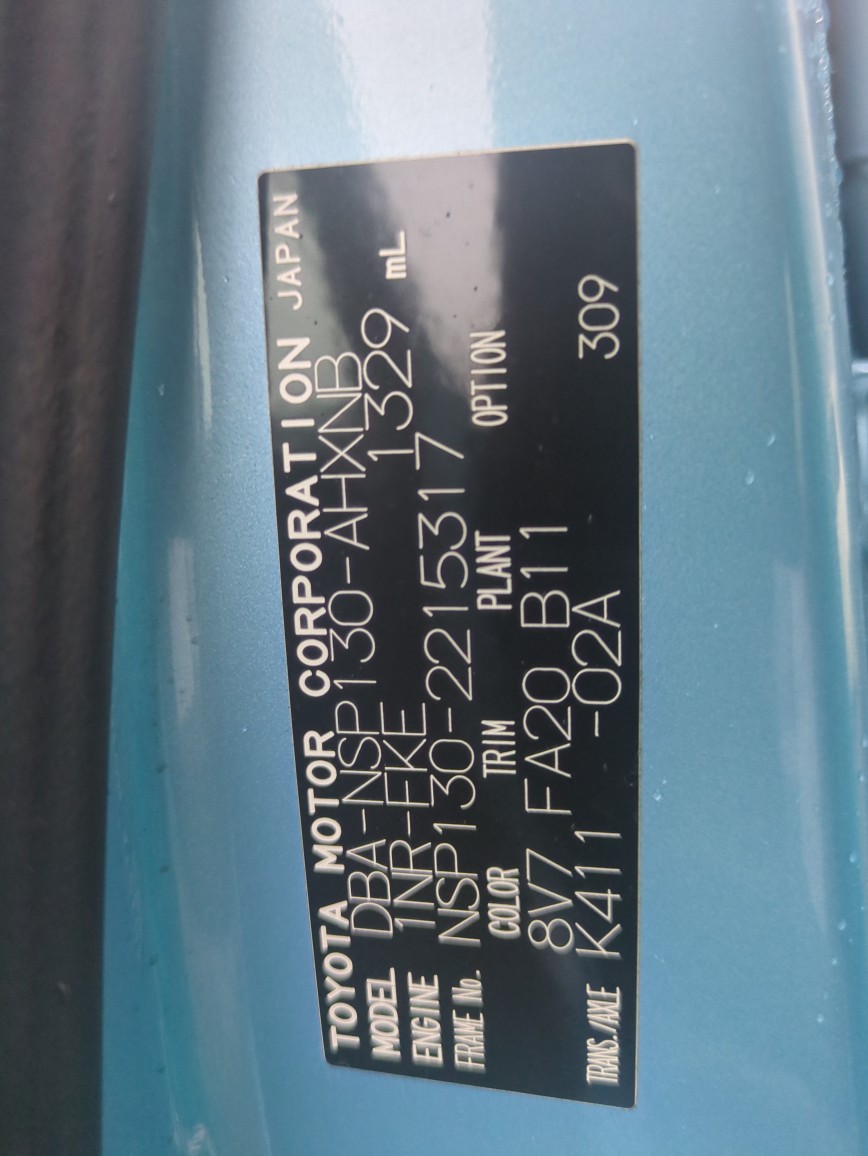 TOYOTA MOTOR CORPORATION JAPAN
MODEL DBA-NSP130-AHXNB
ENGINE 1NR-FKE 1329 mL
FRAME No. NSP130-2215317
COLOR TRIM PLANT OPTION
8V7 FA20 B11
TRANS./AXLE K411 -02A 309